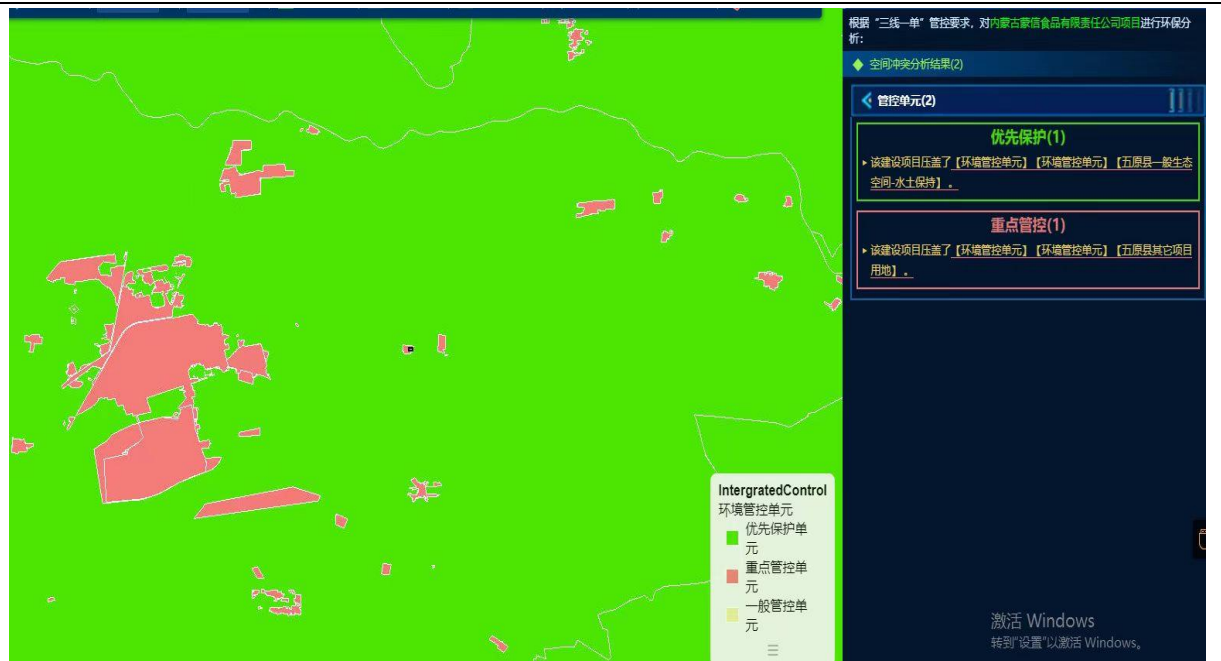 根据“三线一单”管控要求，对内蒙古蒙信食品有限责任公司项目进行环保分
析：
空间冲突分析结果(2)
管控单元(2)
优先保护(1)
该建设项目压盖了【环境管控单元】【环境管控单元】【五原县一般生态
空间-水土保持】。
重点管控(1)
该建设项目压盖了【环境管控单元】【环境管控单元】【五原县其它项目
用地】。
IntergratedControl
环境管控单元
优先保护单
元
重点管控单
元
一般管控单
元
激活 Windows
转到“设置”以激活 Windows。